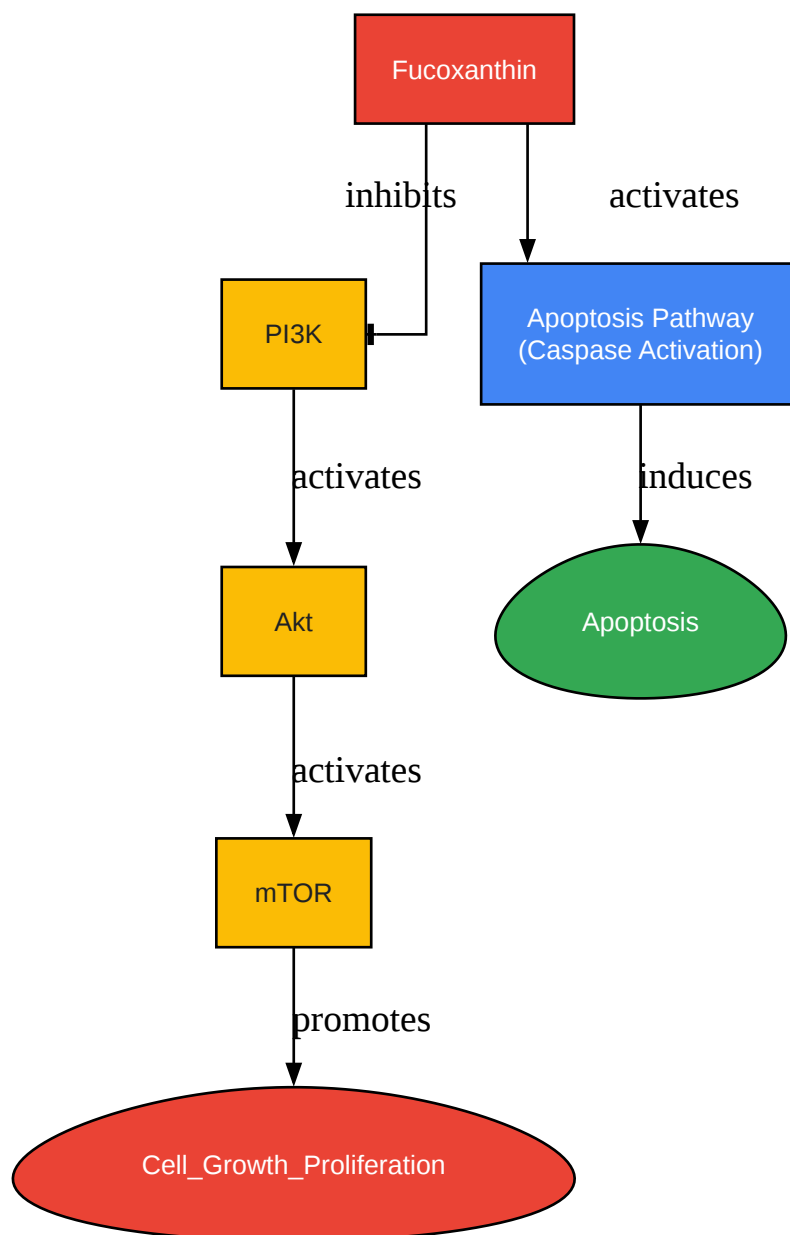 Fucoxanthin
inhibits
activates
PI3K
Apoptosis Pathway
(Caspase Activation)
activates
induces
Akt
Apoptosis
activates
mTOR
promotes
Cell_Growth_Proliferation